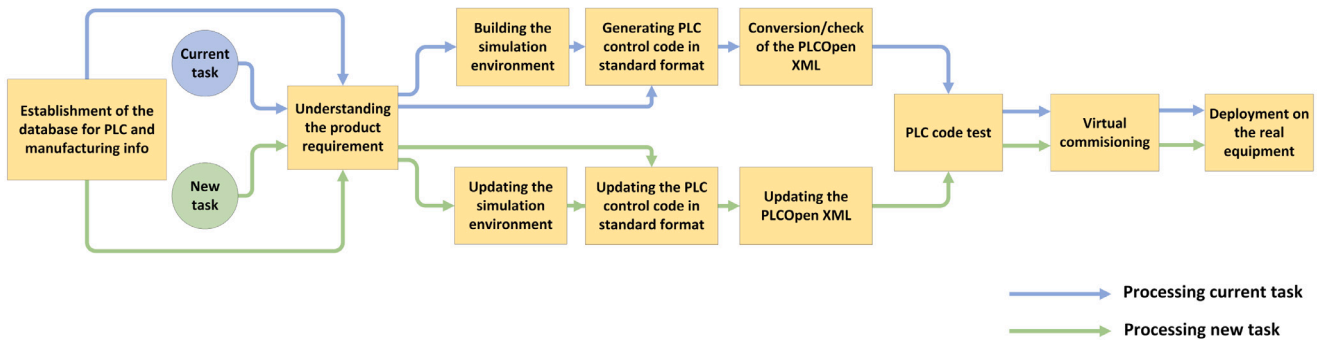 Establishment of the
database for PLC and
manufacturing info
Current
task
New
task
Understanding
the product
requirement
Building the
simulation
environment
Generating PLC
control code in
standard format
Conversion/check
of the PLCOpen
XML
Updating the
simulation
environment
Updating the PLC
control code in
standard format
Updating the
PLCOpen XML
PLC code test
Virtual
commisioning
Deployment on
the real
equipment
Processing current task
Processing new task